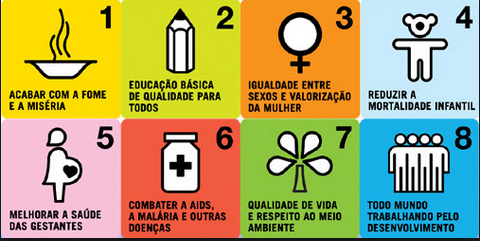 1
ACABAR COM A FOME
E A MISÉRIA
2
EDUCAÇÃO BÁSICA
DE QUALIDADE PARA
TODOS
3
IGUALDADE ENTRE
SEXOS E VALORIZAÇÃO
DA MULHER
4
REDUZIR A
MORTALIDADE INFANTIL
5
MELHORAR A SAÚDE
DAS GESTANTES
6
COMBATER A AIDS,
A MALÁRIA E OUTRAS
DOENÇAS
7
QUALIDADE DE VIDA
E RESPEITO AO MEIO
AMBIENTE
8
TODO MUNDO
TRABALHANDO PELO
DESENVOLVIMENTO